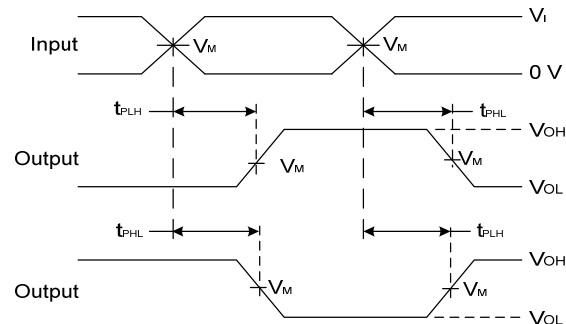 VI
Input VM VM
0 V
tPLH tPHL
VOH
Output VM VM
VOL
tPHL tPLH
VOH
Output VM VM
VOL